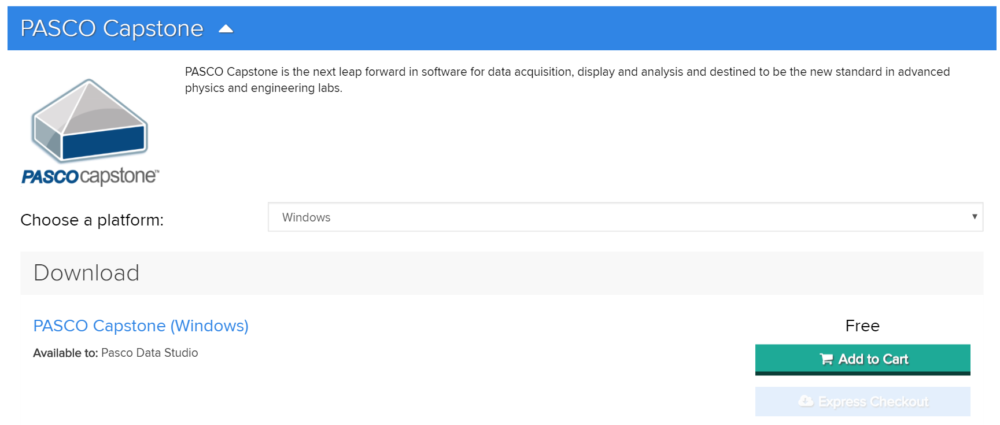 PASCO Capstone
PASCO Capstone is the next leap forward in software for data acquisition, display and analysis and destined to be the new standard in advanced
physics and engineering labs.
PASCO capstone™
Choose a platform:
Windows
Download
PASCO Capstone (Windows)
Free
Available to: Pasco Data Studio
Add to Cart
Express Checkout